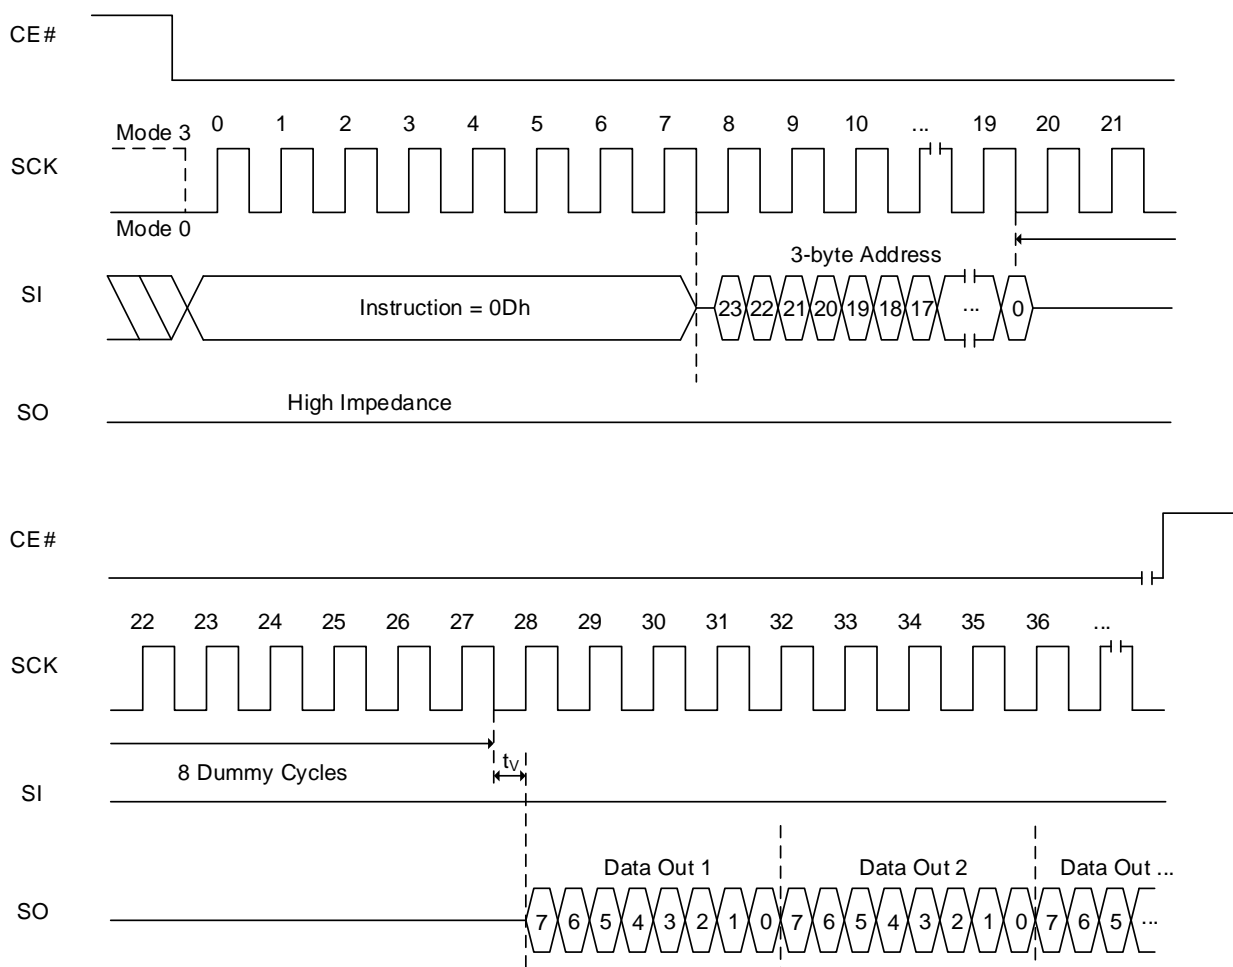 CE#
Mode 3 0 1 2 3 4 5 6 7 8 9 10 ... 19 20 21
SCK
Mode 0
3-byte Address
SI Instruction = 0Dh 23 22 21 20 19 18 17 ... 0
SO High Impedance
CE#
22 23 24 25 26 27 28 29 30 31 32 33 34 35 36 ...
SCK
tV
8 Dummy Cycles
SI
Data Out 1 Data Out 2 Data Out ...
SO 7 6 5 4 3 2 1 0 7 6 5 4 3 2 1 0 7 6 5 ...